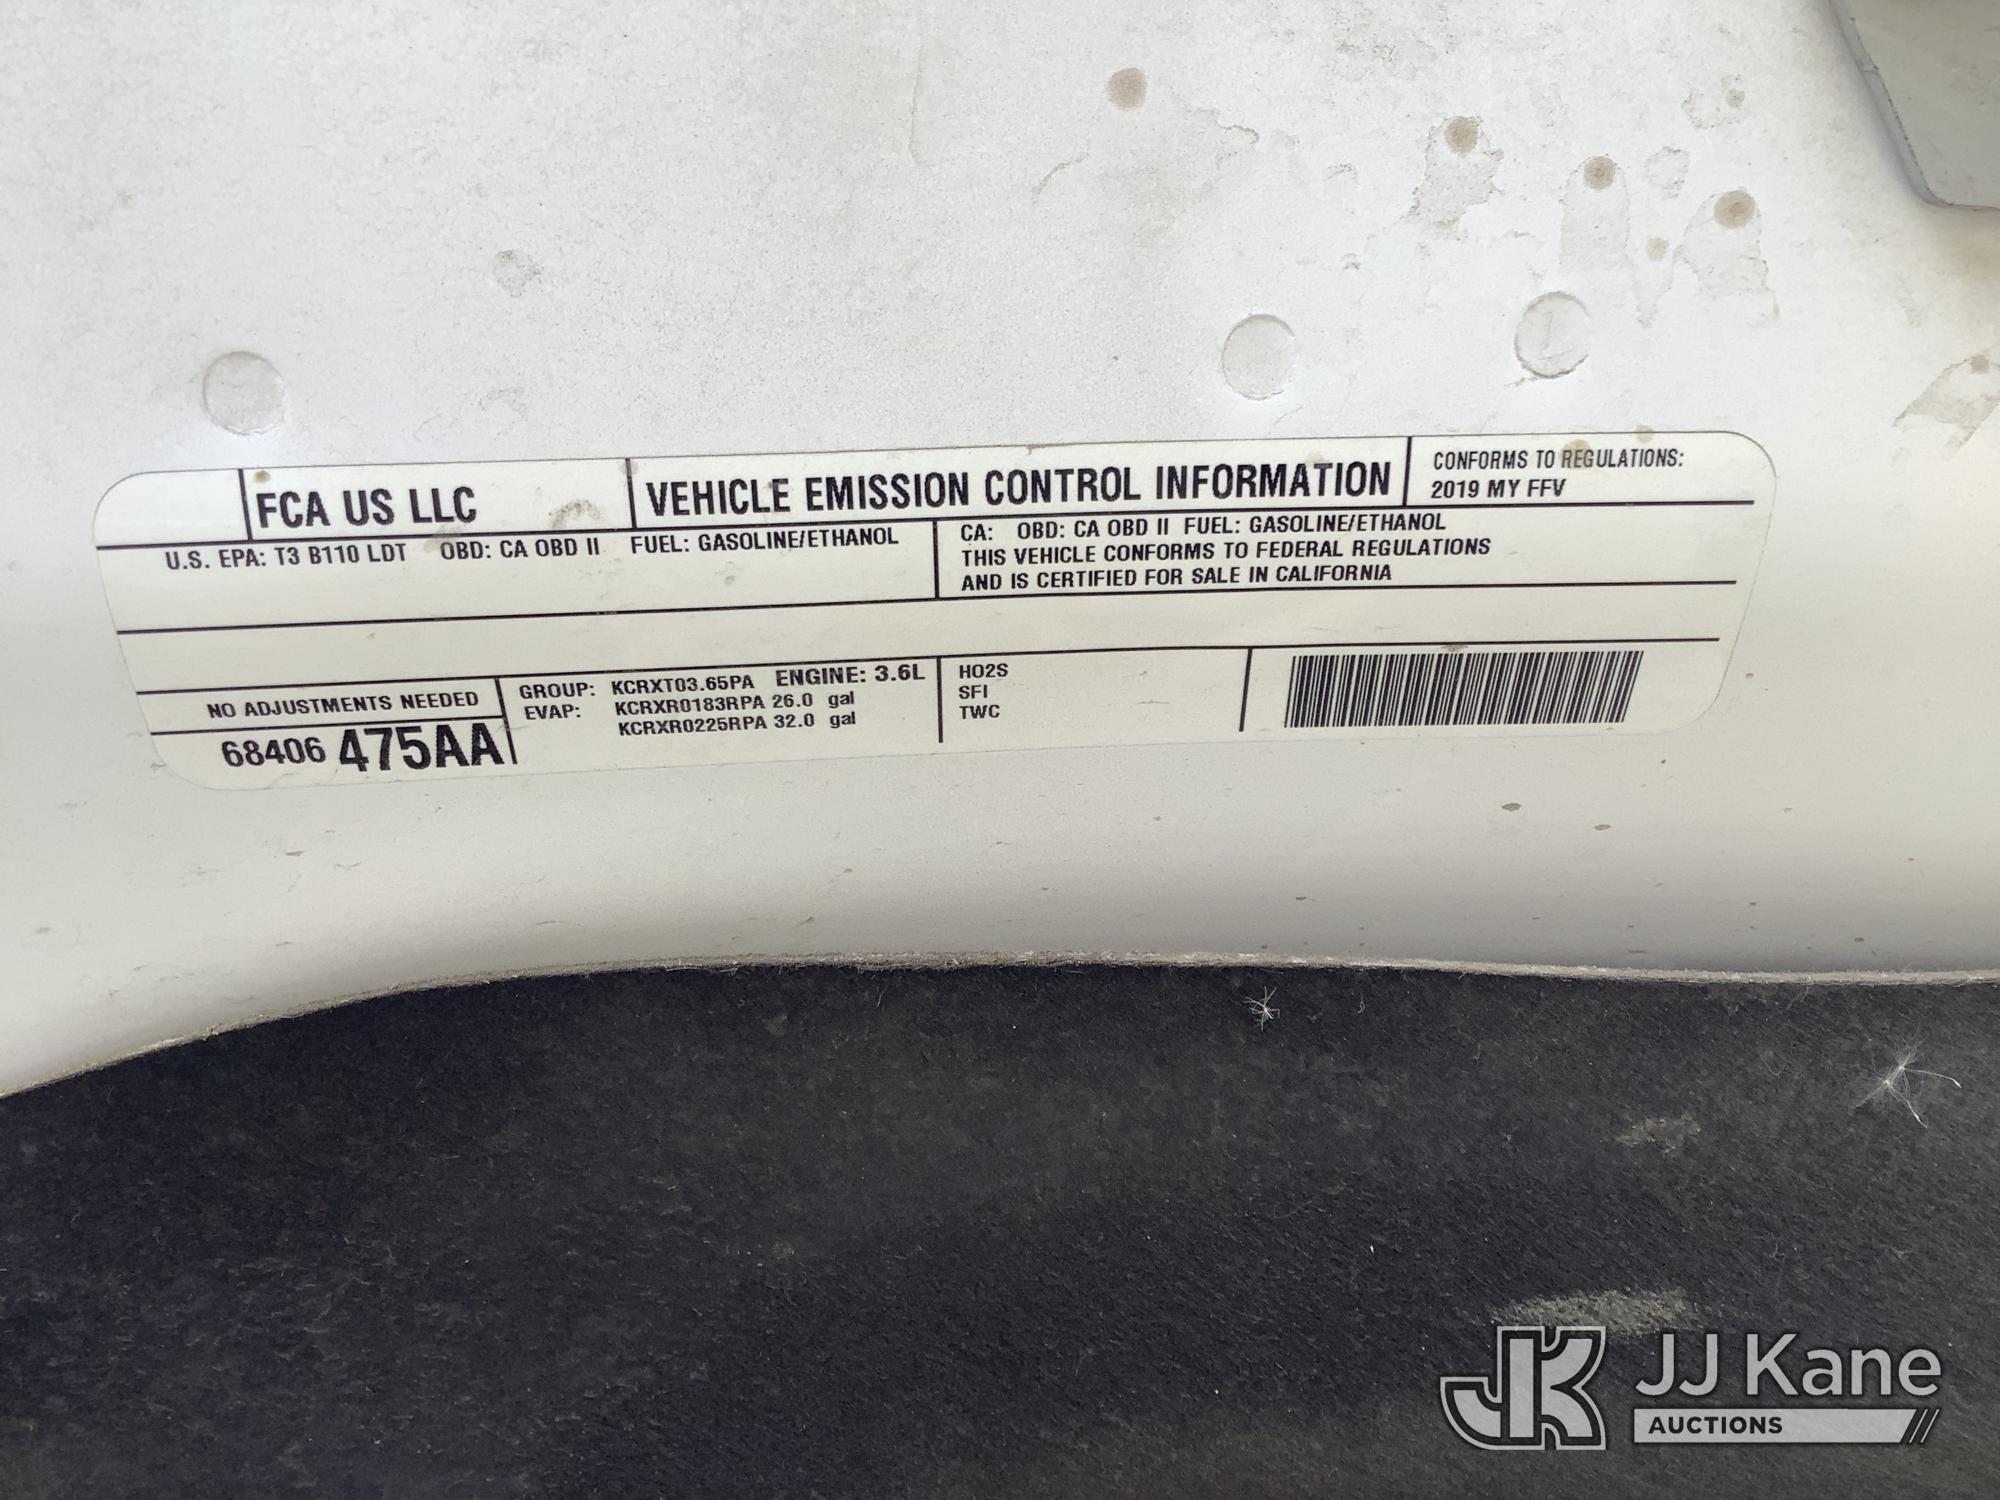 FCA US LLC
VEHICLE EMISSION CONTROL INFORMATION
CONFORMS TO REGULATIONS:
2019 MY FFV
U.S. EPA: T3 B110 LDT OBD: CA OBD II FUEL: GASOLINE/ETHANOL
CA: OBD: CA OBD II FUEL: GASOLINE/ETHANOL
THIS VEHICLE CONFORMS TO FEDERAL REGULATIONS
AND IS CERTIFIED FOR SALE IN CALIFORNIA
NO ADJUSTMENTS NEEDED
68406 475AA
GROUP: KCRXT03.65PA ENGINE: 3.6L
EVAP: KCRXR0183RPA 26.0 gal
KCRXR0225RPA 32.0 gal
HO2S
SFI
TWC
JK JJ Kane
AUCTIONS